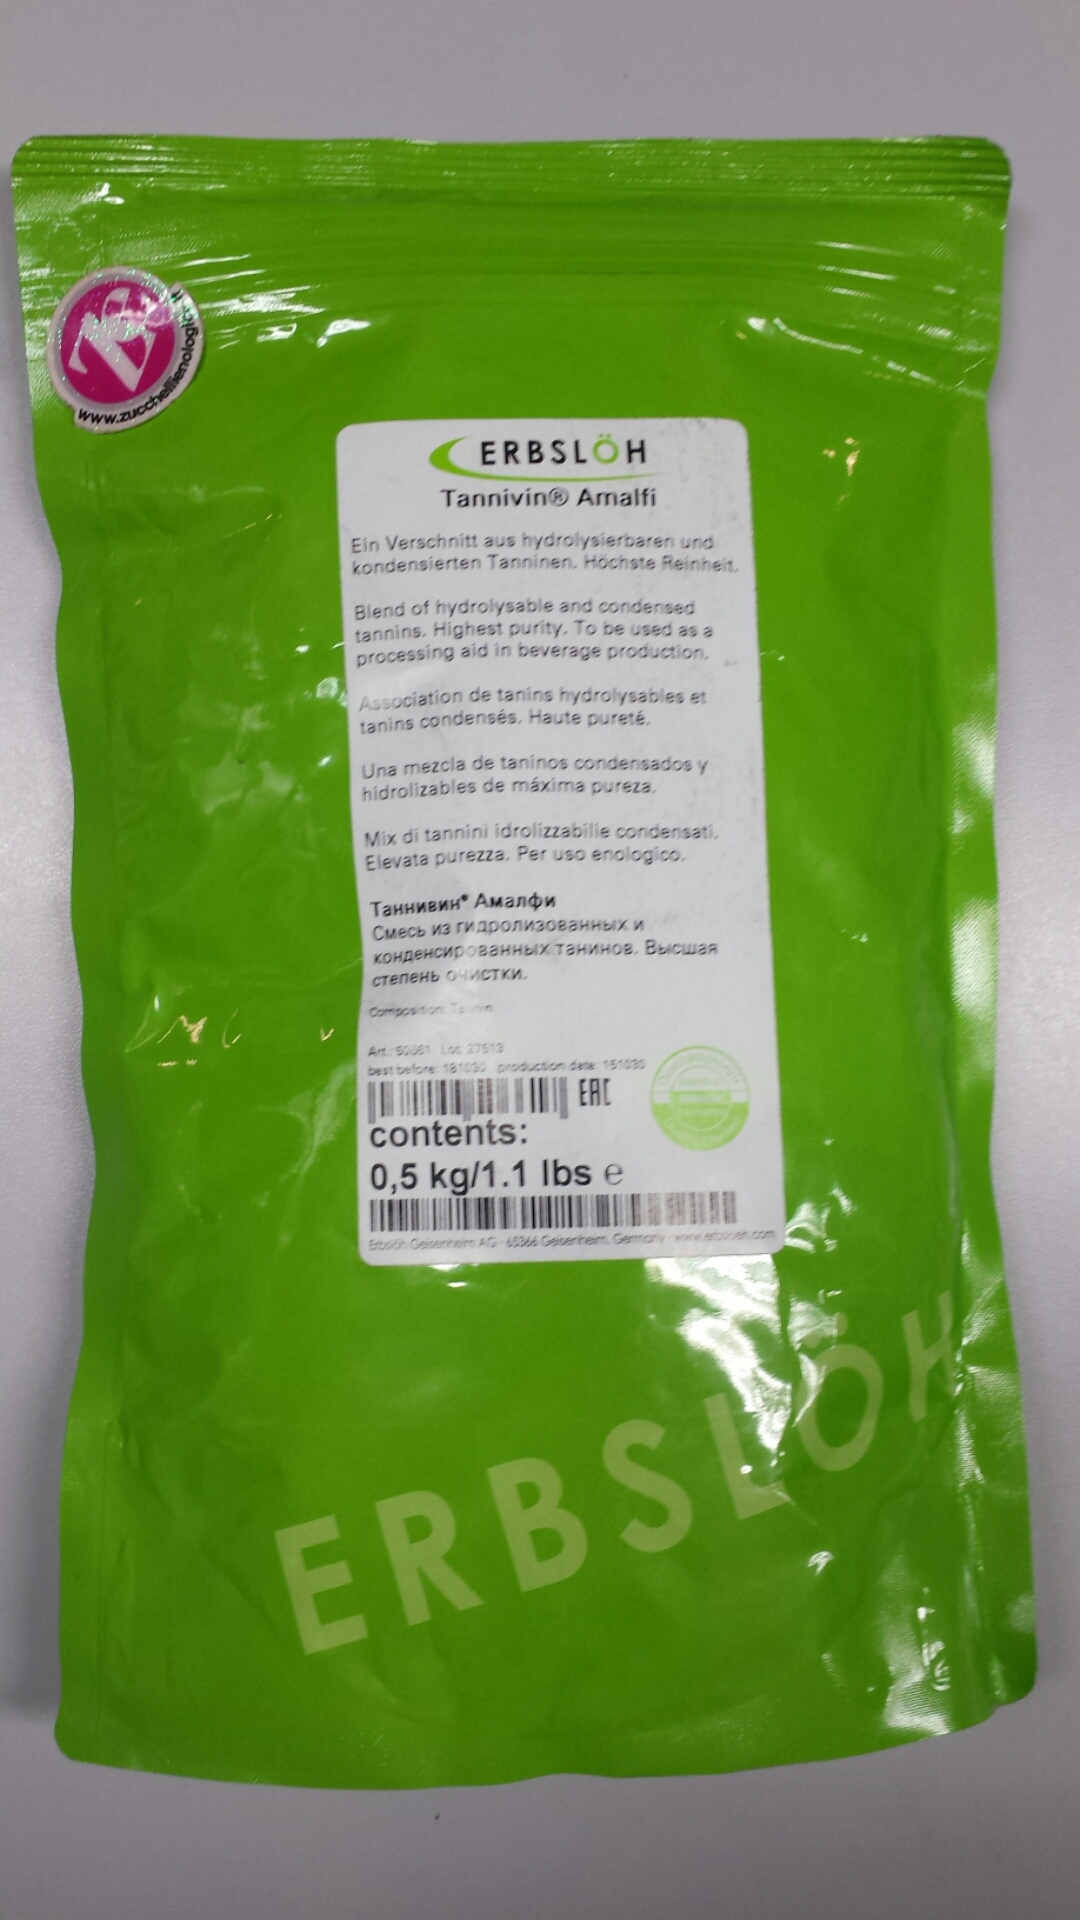 www.zucchellienologia.it
ERBSLÖH
Tannivin® Amalfi
Ein Verschnitt aus hydrolysierbaren und
kondensierten Tanninen. Höchste Reinheit.
Blend of hydrolysable and condensed
tannins. Highest purity. To be used as a
processing aid in beverage production.
Association de tanins hydrolysables et
tanins condensés. Haute pureté.
Una mezcla de taninos condensados y
hidrolizables de máxima pureza.
Mix di tannini idrolizzabilie condensati.
Elevata purezza. Per uso enologico.
Таннивин® Амалфи
Смесь из гидролизованных и
конденсированных танинов. Высшая
степень очистки.
Composition: Tannin.
Art.: Lot: 27513
best before: 181030 production date: 151030
EAC
contents:
0,5 kg/1.1 lbs e
Erbslöh Geisenheim AG · 65366 Geisenheim, Germany · www.erbsloeh.com
ERBSLÖH